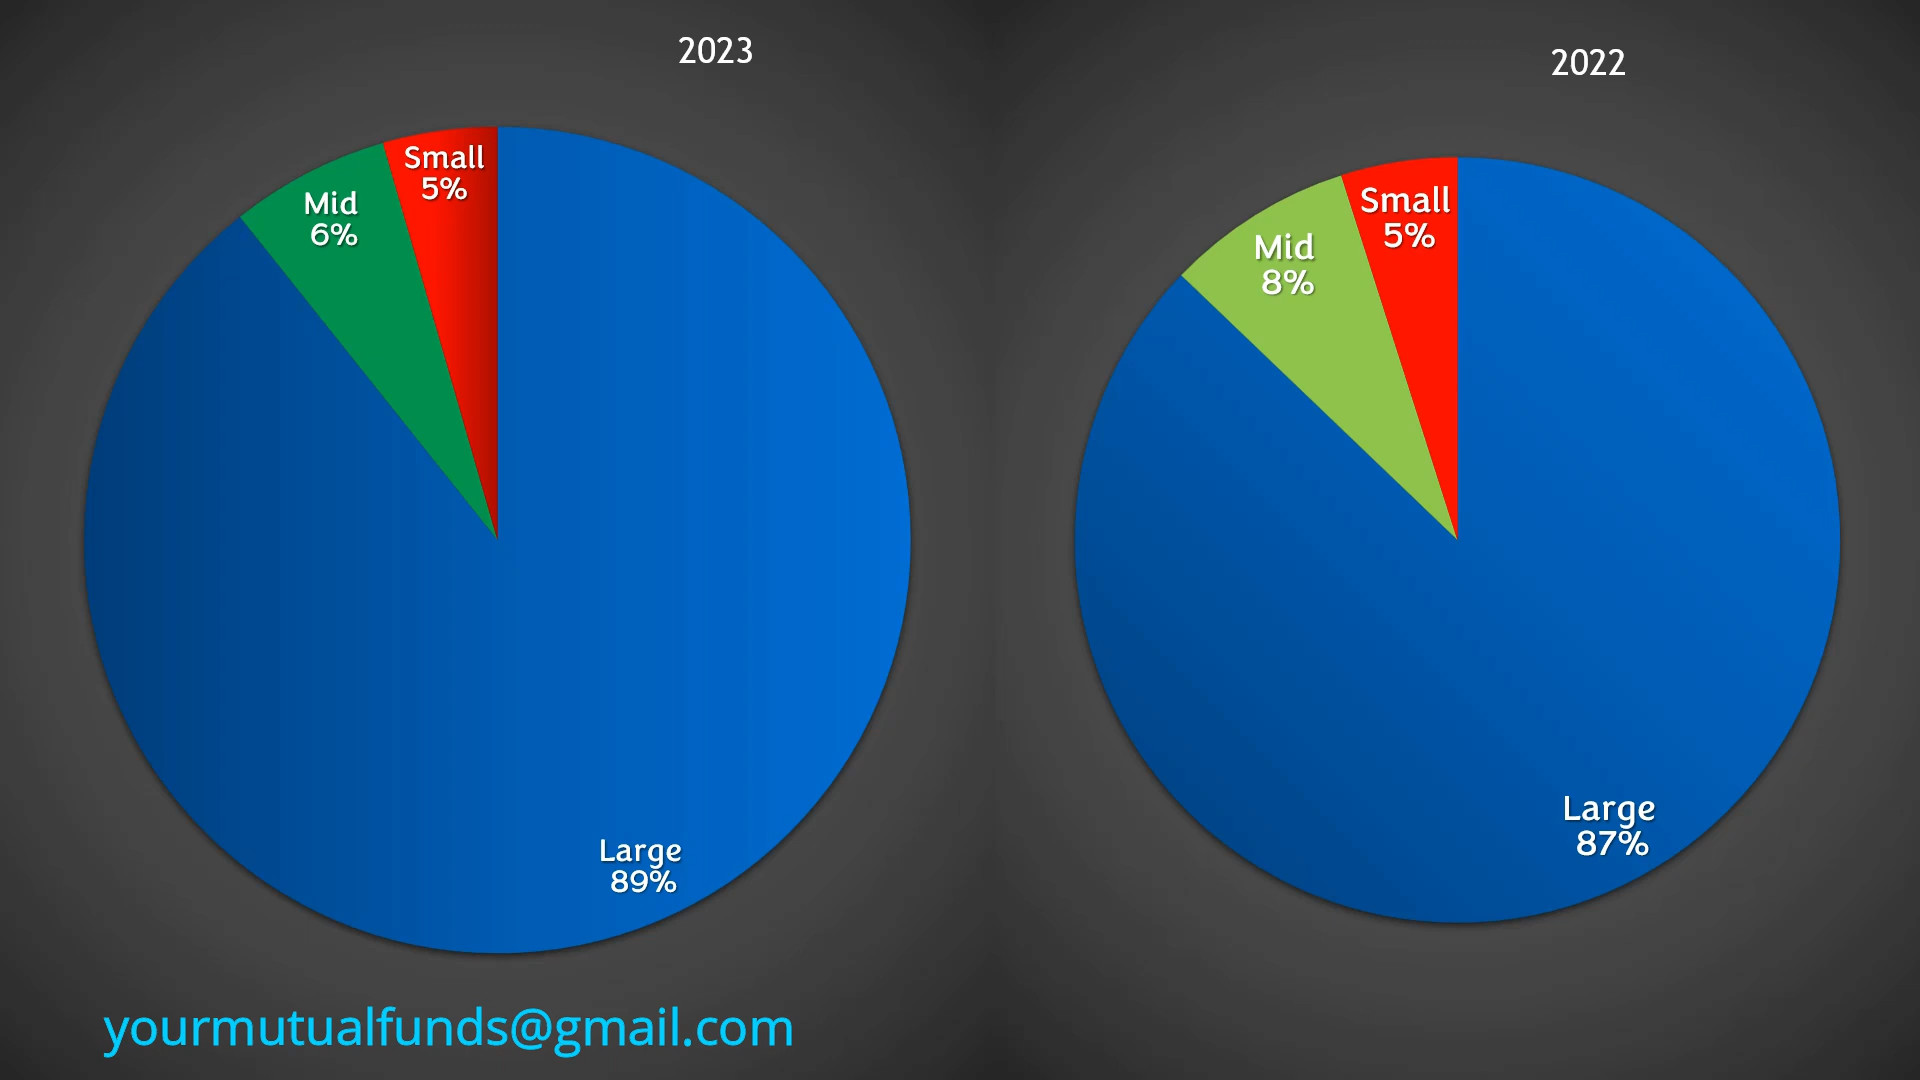 2023
Small
5%
Mid
6%
Large
89%
2022
Small
5%
Mid
8%
Large
87%
yourmutualfunds@gmail.com